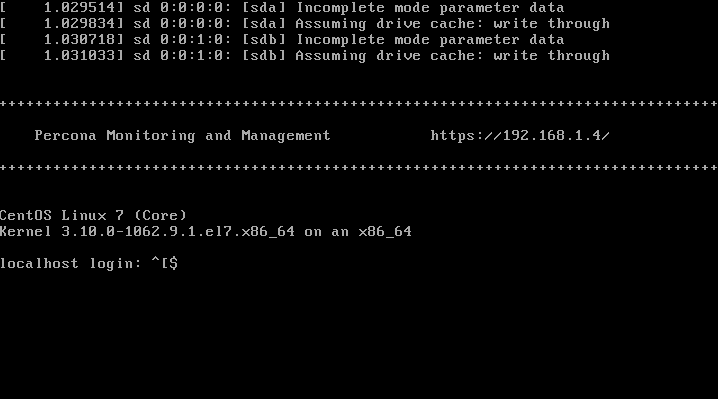 [    1.029514] sd 0:0:0:0: [sda] Incomplete mode parameter data
[    1.029834] sd 0:0:0:0: [sda] Assuming drive cache: write through
[    1.030718] sd 0:0:1:0: [sdb] Incomplete mode parameter data
[    1.031033] sd 0:0:1:0: [sdb] Assuming drive cache: write through
++++++++++++++++++++++++++++++++++++++++++++++++++++++++++++++++++++++++++++++++
Percona Monitoring and Management           https://192.168.1.4/
++++++++++++++++++++++++++++++++++++++++++++++++++++++++++++++++++++++++++++++++
CentOS Linux 7 (Core)
Kernel 3.10.0-1062.9.1.el7.x86_64 on an x86_64
localhost login: ^[$